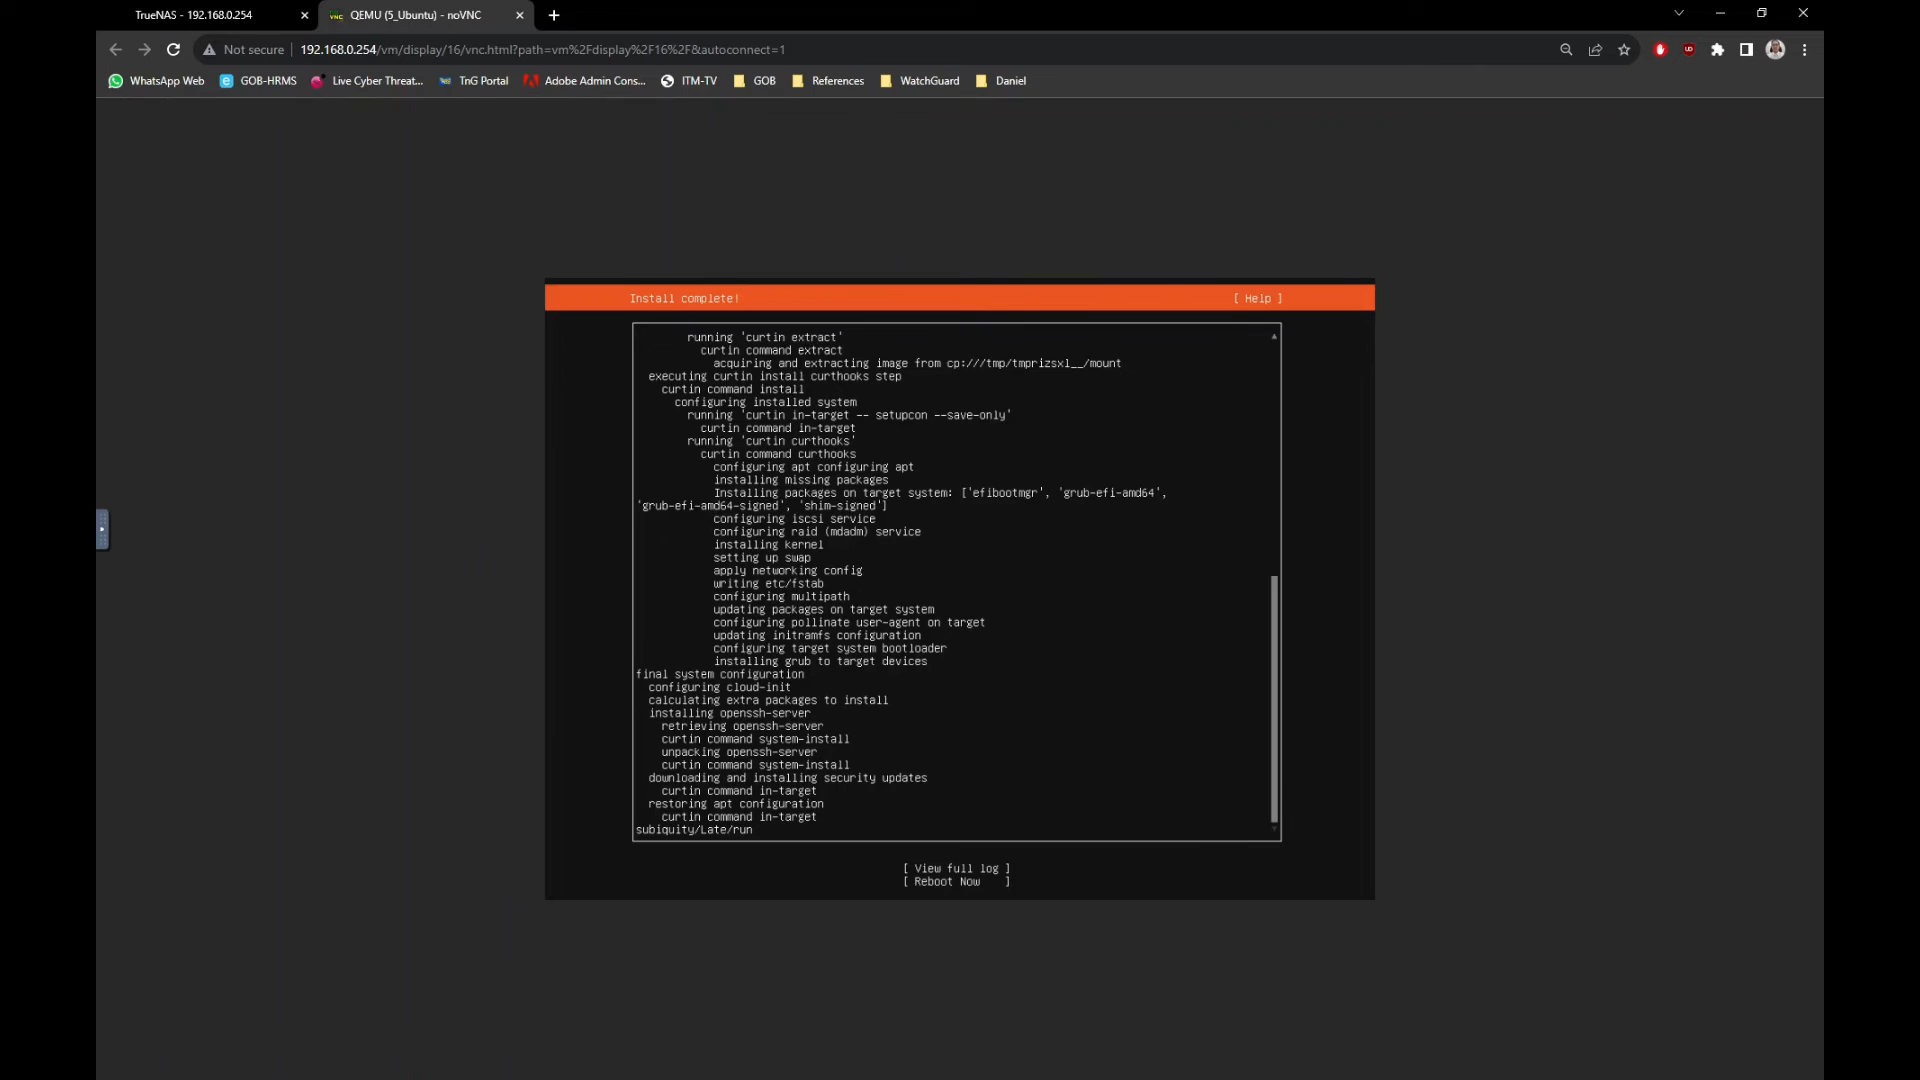 TrueNAS - 192.168.0.254
VNC QEMU (5_Ubuntu) - noVNC
Not secure 192.168.0.254/vm/display/16/vnc.html?path=vm%2Fdisplay%2F16%2F&autoconnect=1
WhatsApp Web GOB-HRMS Live Cyber Threat... TnG Portal Adobe Admin Cons... ITM-TV GOB References WatchGuard Daniel
Install complete! [ Help ]
running 'curtin extract'
curtin command extract
acquiring and extracting image from cp:///tmp/tmprizsxl__/mount
executing curtin install curthooks step
curtin command install
configuring installed system
running 'curtin in-target -- setupcon --save-only'
curtin command in-target
running 'curtin curthooks'
curtin command curthooks
configuring apt configuring apt
installing missing packages
Installing packages on target system: ['efibootmgr', 'grub-efi-amd64',
'grub-efi-amd64-signed', 'shim-signed']
configuring iscsi service
configuring raid (mdadm) service
installing kernel
setting up swap
apply networking config
writing etc/fstab
configuring multipath
updating packages on target system
configuring pollinate user-agent on target
updating initramfs configuration
configuring target system bootloader
installing grub to target devices
final system configuration
configuring cloud-init
calculating extra packages to install
installing openssh-server
retrieving openssh-server
curtin command system-install
unpacking openssh-server
curtin command system-install
downloading and installing security updates
curtin command in-target
restoring apt configuration
curtin command in-target
subiquity/Late/run
[ View full log ]
[ Reboot Now ]